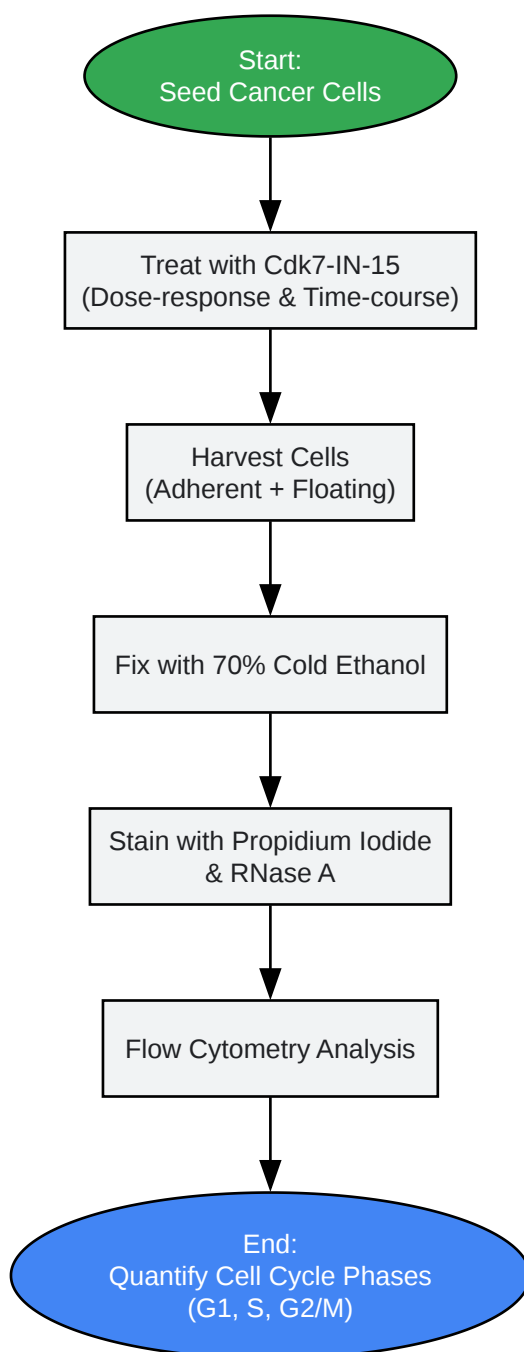 Start:
Seed Cancer Cells
Treat with Cdk7-IN-15
(Dose-response & Time-course)
Harvest Cells
(Adherent + Floating)
Fix with 70% Cold Ethanol
Stain with Propidium Iodide
& RNase A
Flow Cytometry Analysis
End:
Quantify Cell Cycle Phases
(G1, S, G2/M)